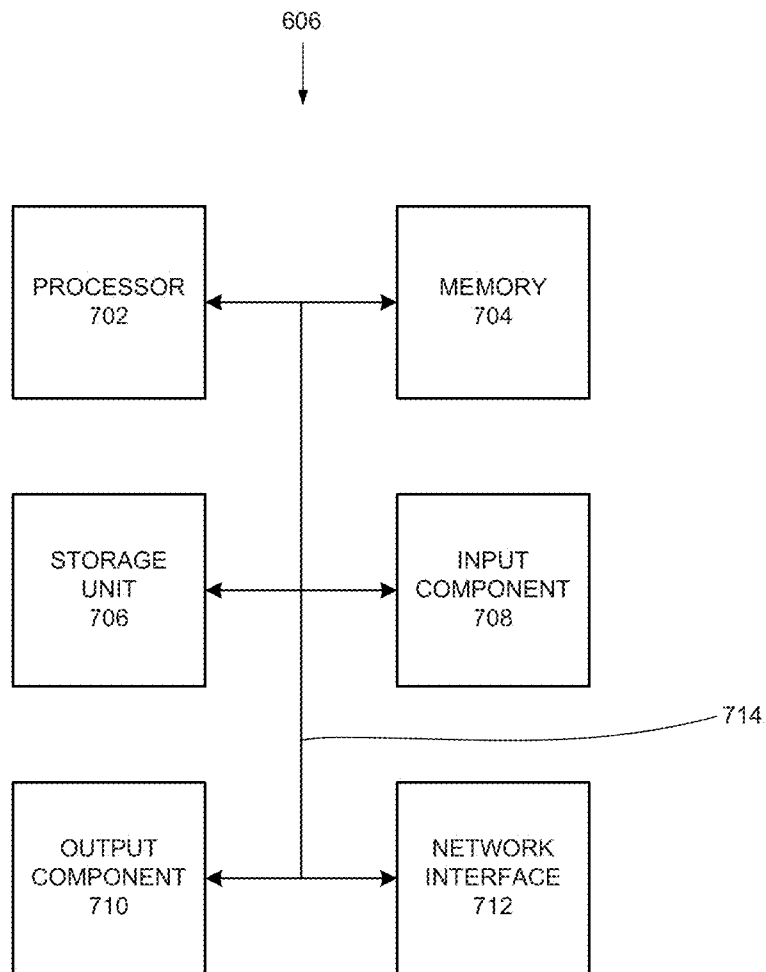 606
PROCESSOR
702
MEMORY
704
STORAGE
UNIT
706
INPUT
COMPONENT
708
714
OUTPUT
COMPONENT
710
NETWORK
INTERFACE
712